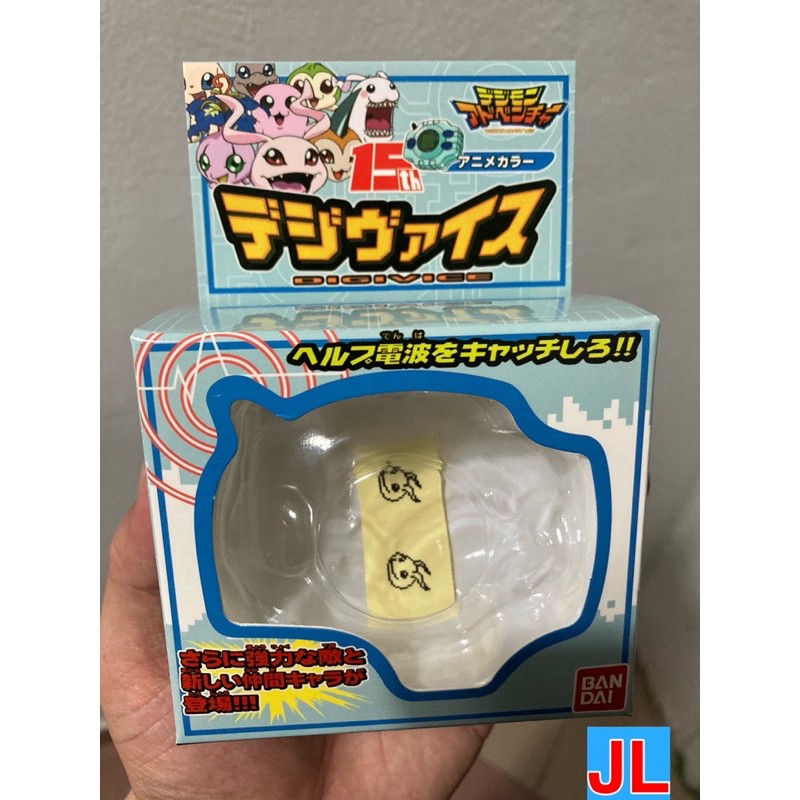 デジモン
アドベンチャー
15th
アニメカラー
デジヴァイス
DIGIVICE
でんぱ
ヘルプ電波をキャッチしろ!!
さらに強力な敵と
新しい仲間キャラが
登場!!!
BAN
DAI
JL